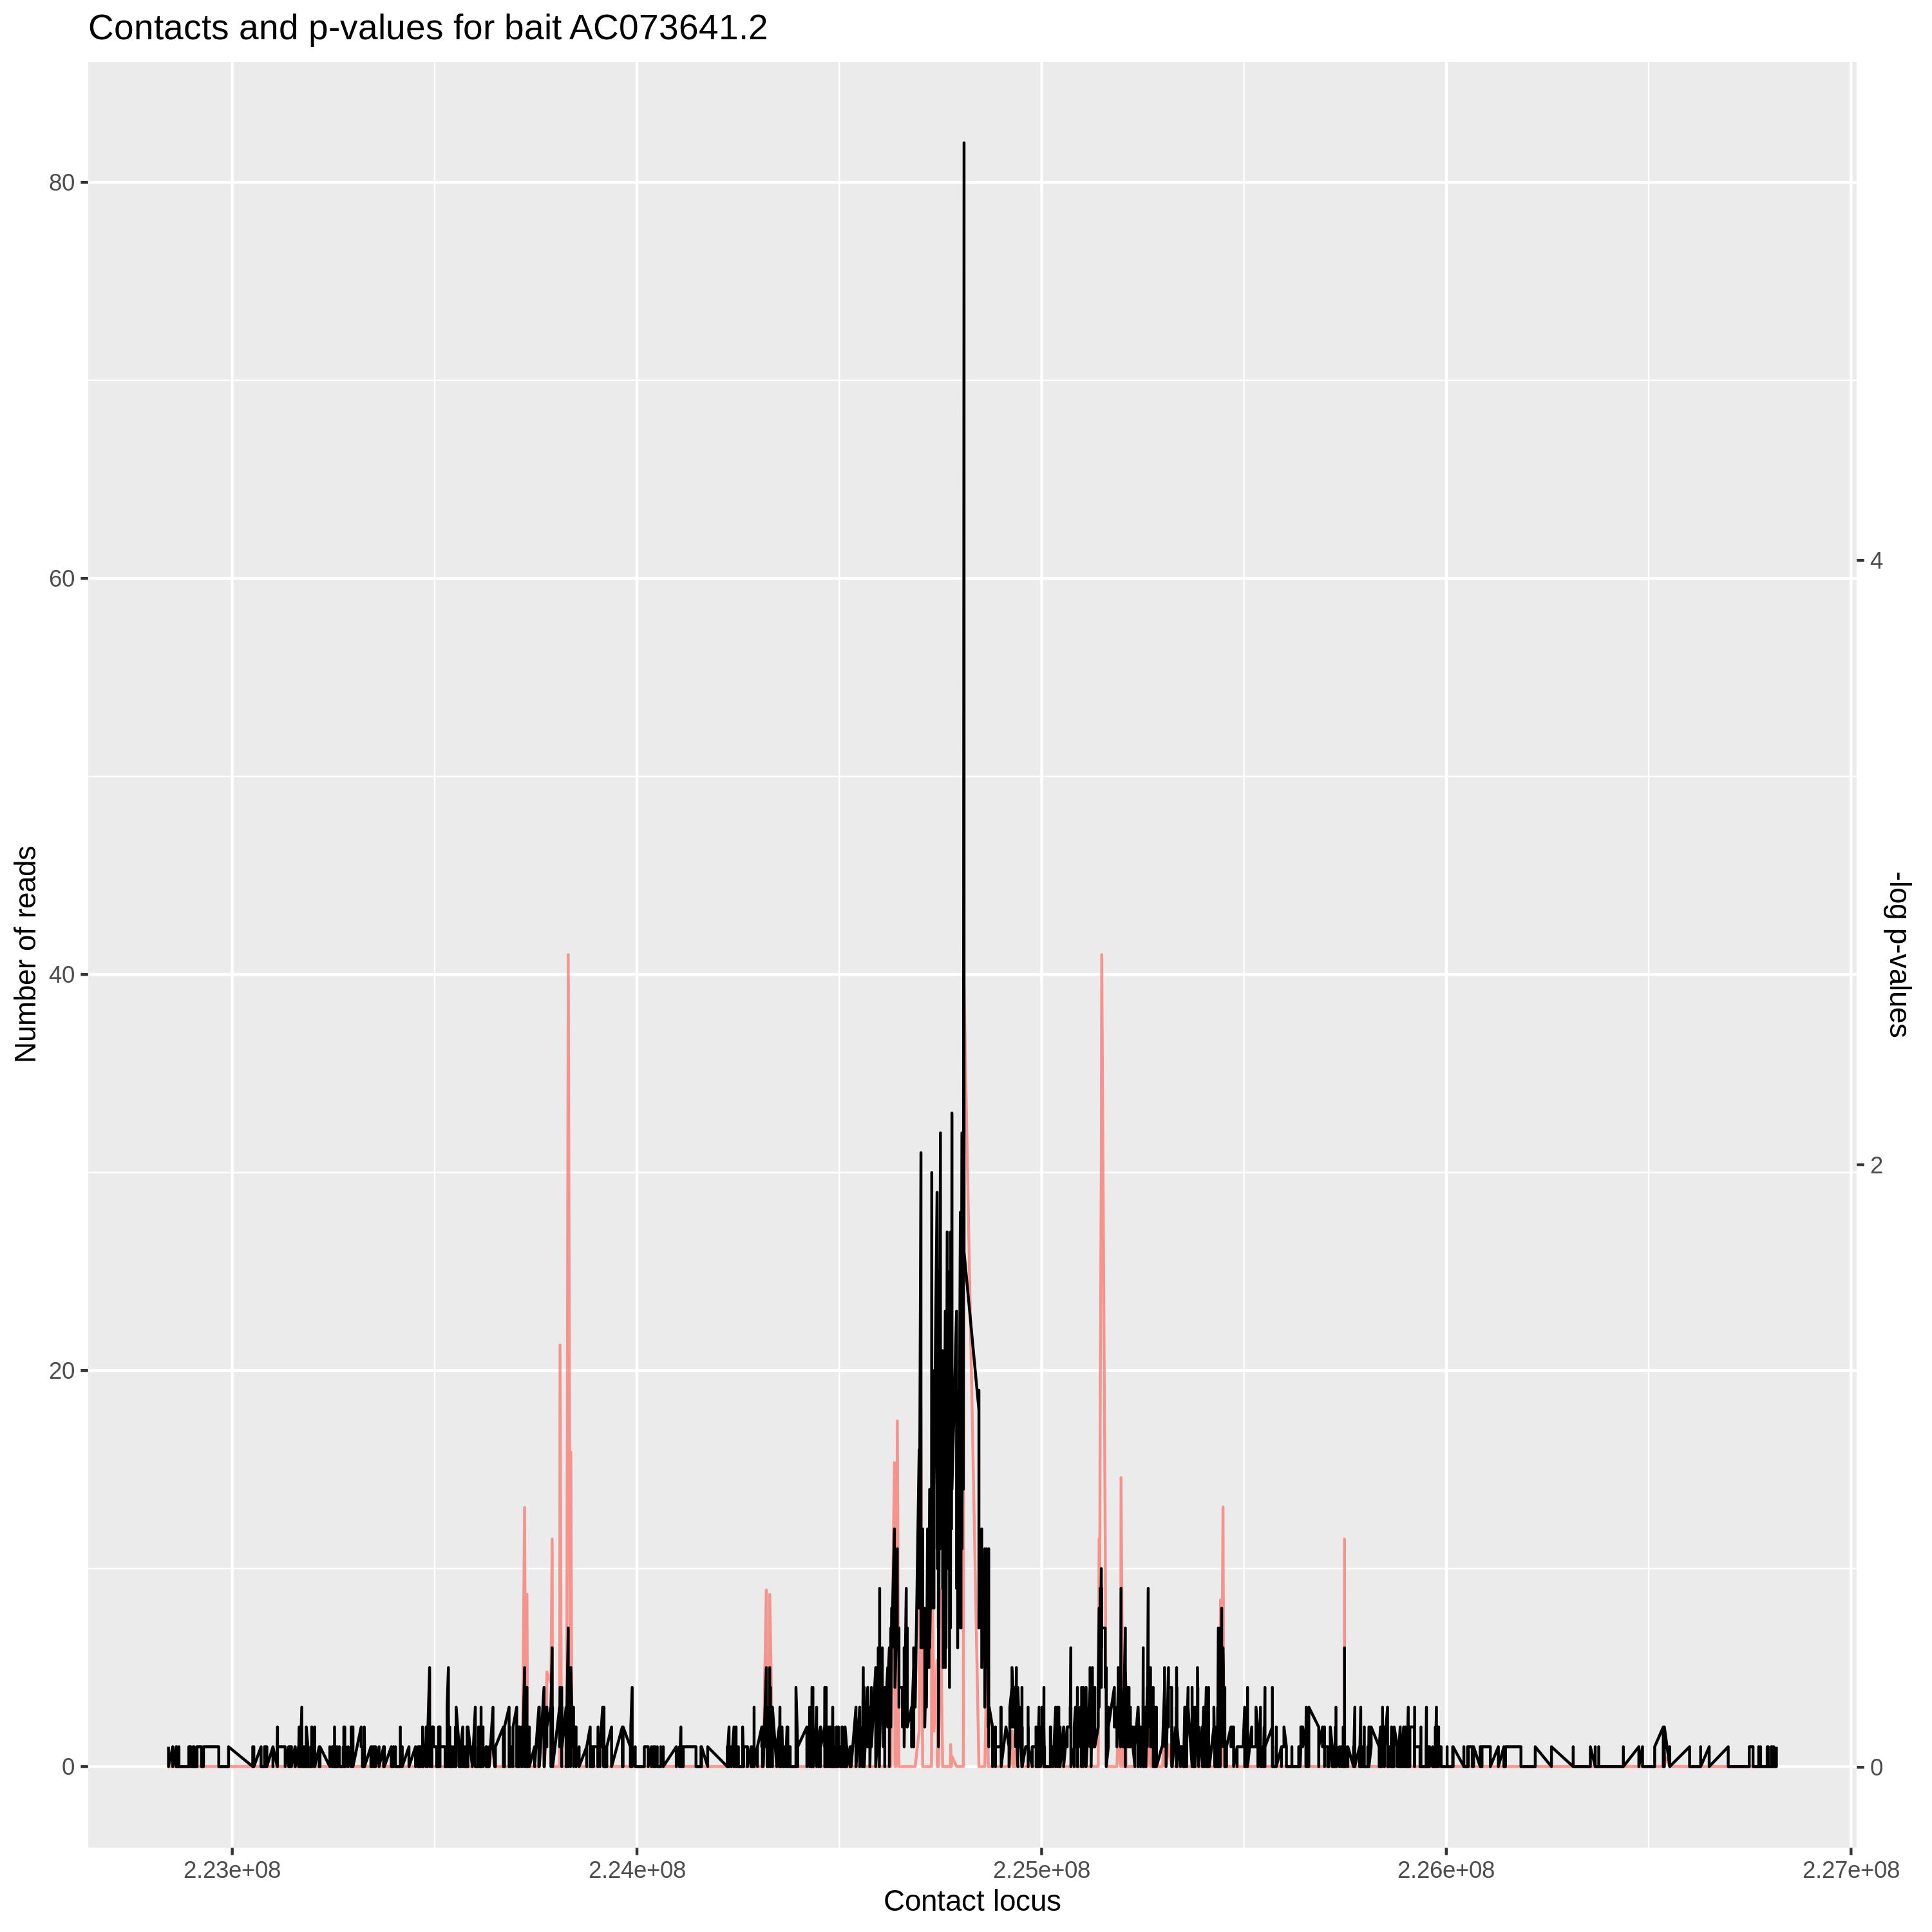 Contacts and p-values for bait AC073641.2
80
60
40
20
0
Number of reads
4
2
0
-log p-values
2.23e+08
2.24e+08
2.25e+08
2.26e+08
2.27e+08
Contact locus